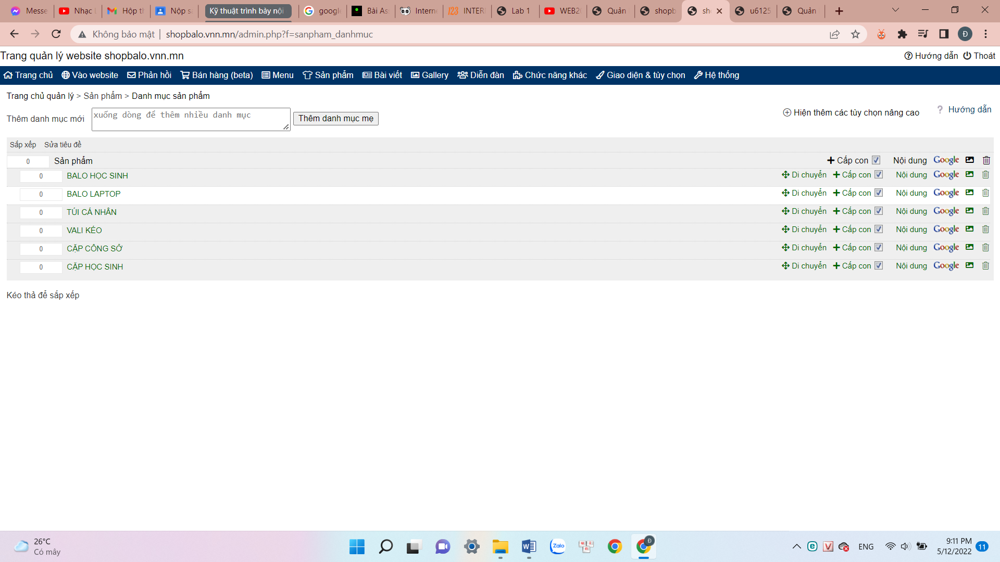 Messe Nhạc Hộp th Nộp sả Kỹ thuật trình bày nội google Bài As Interne INTER Lab 1 WEB20 Quản shopb sh u6125 Quản
Không bảo mật | shopbalo.vnn.mn/admin.php?f=sanpham_danhmuc
Trang quản lý website shopbalo.vnn.mn Hướng dẫn Thoát
Trang chủ Vào website Phản hồi Bán hàng (beta) Menu Sản phẩm Bài viết Gallery Diễn đàn Chức năng khác Giao diện & tùy chọn Hệ thống
Trang chủ quản lý > Sản phẩm > Danh mục sản phẩm
Thêm danh mục mới xuống dòng để thêm nhiều danh mục Thêm danh mục mẹ Hiện thêm các tùy chọn nâng cao ? Hướng dẫn
Sắp xếp Sửa tiêu đề
0 Sản phẩm Cấp con Nội dung Google
0 BALO HỌC SINH Di chuyển Cấp con Nội dung Google
0 BALO LAPTOP Di chuyển Cấp con Nội dung Google
0 TÚI CÁ NHÂN Di chuyển Cấp con Nội dung Google
0 VALI KÉO Di chuyển Cấp con Nội dung Google
0 CẶP CÔNG SỞ Di chuyển Cấp con Nội dung Google
0 CẶP HỌC SINH Di chuyển Cấp con Nội dung Google
Kéo thả để sắp xếp
26°C
Có mây
Zalo
ENG
9:11 PM
5/12/2022
11